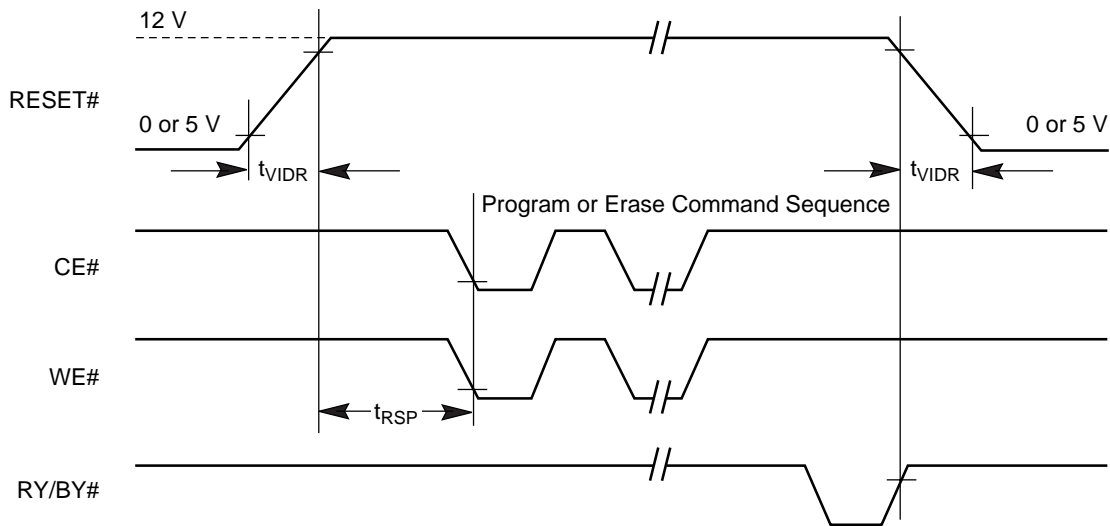 12 V
RESET#
0 or 5 V
0 or 5 V
tVIDR
tVIDR
Program or Erase Command Sequence
CE#
WE#
tRSP
RY/BY#